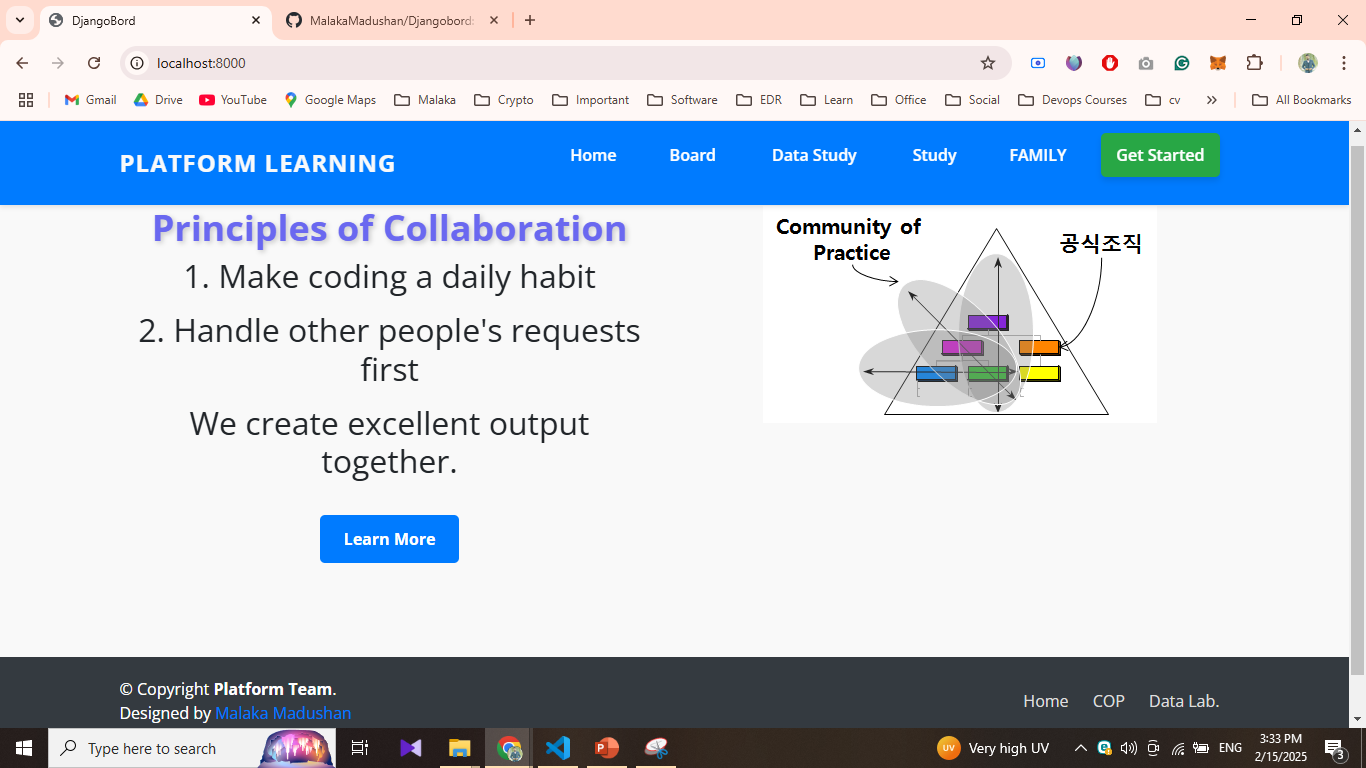 DjangoBord
MalakaMadushan/Djangobord:
localhost:8000
Gmail Drive YouTube Google Maps Malaka Crypto Important Software EDR Learn Office Social Devops Courses cv All Bookmarks
PLATFORM LEARNING
Home Board Data Study Study FAMILY Get Started
Principles of Collaboration
1. Make coding a daily habit
2. Handle other people's requests
first
We create excellent output
together.
Learn More
Community of
Practice
공식조직
© Copyright Platform Team.
Designed by Malaka Madushan
Home COP Data Lab.
Type here to search
UV Very high UV
ENG
3:33 PM
2/15/2025
3